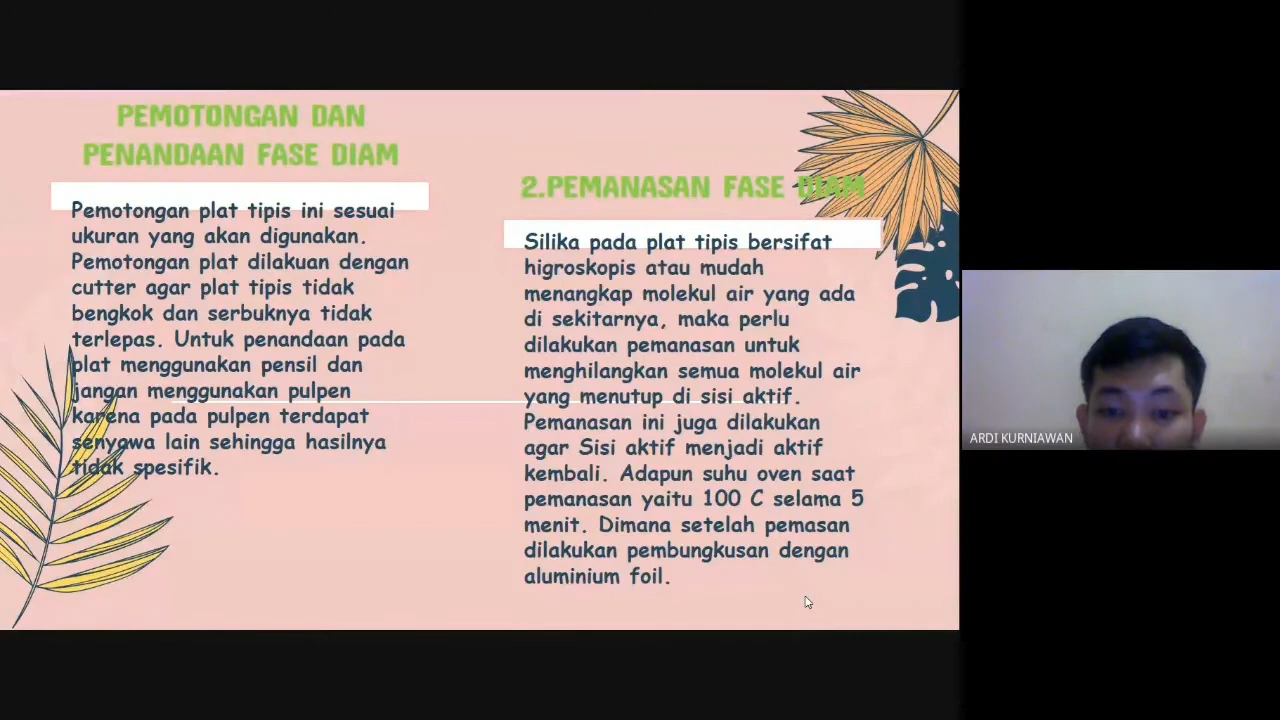 PEMOTONGAN DAN
PENANDAAN FASE DIAM
Pemotongan plat tipis ini sesuai
ukuran yang akan digunakan.
Pemotongan plat dilakuan dengan
cutter agar plat tipis tidak
bengkok dan serbuknya tidak
terlepas. Untuk penandaan pada
plat menggunakan pensil dan
jangan menggunakan pulpen
karena pada pulpen terdapat
senyawa lain sehingga hasilnya
tidak spesifik.
2.PEMANASAN FASE DIAM
Silika pada plat tipis bersifat
higroskopis atau mudah
menangkap molekul air yang ada
di sekitarnya, maka perlu
dilakukan pemanasan untuk
menghilangkan semua molekul air
yang menutup di sisi aktif.
Pemanasan ini juga dilakukan
agar Sisi aktif menjadi aktif
kembali. Adapun suhu oven saat
pemanasan yaitu 100 C selama 5
menit. Dimana setelah pemasan
dilakukan pembungkusan dengan
aluminium foil.
ARDI KURNIAWAN